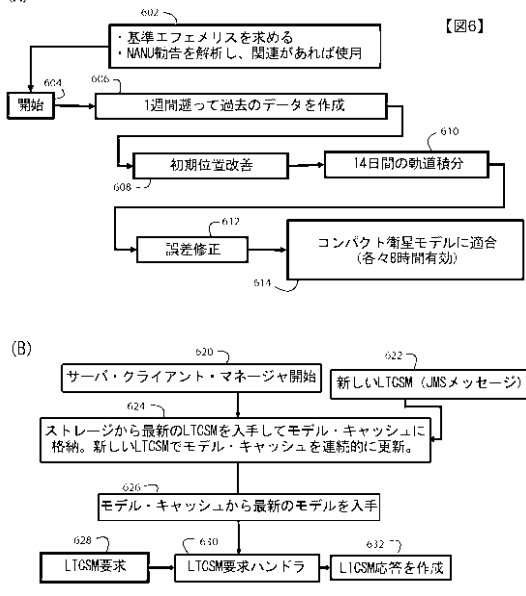 【図6】
602
・基準エフェメリスを求める
・NANU勧告を解析し、関連があれば使用
604
606
開始
1週間遡って過去のデータを作成
610
初期位置改善
14日間の軌道積分
608
612
誤差修正
コンパクト衛星モデルに適合
(各々8時間有効)
614
(B)
620
622
サーバ・クライアント・マネージャ開始
新しいLTCSM (JMSメッセージ)
624
ストレージから最新のLTCSMを入手してモデル・キャッシュに
格納。新しいLTCSMでモデル・キャッシュを連続的に更新。
626
モデル・キャッシュから最新のモデルを入手
628
630
632
LTCSM要求
LTCSM要求ハンドラ
LTCSM応答を作成